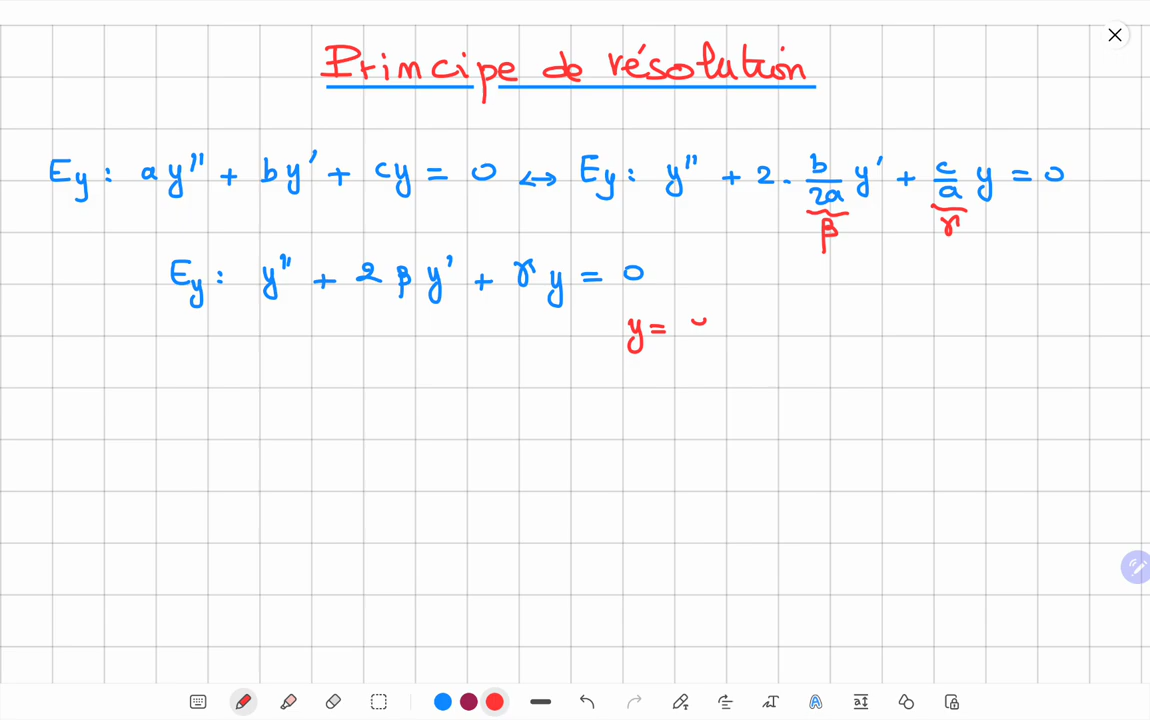 Principe de résolution
Ey : ay'' + by' + cy = 0 ↔ Ey : y'' + 2 · b/2a y' + c/a y = 0
β γ
Ey : y'' + 2βy' + γy = 0
y =